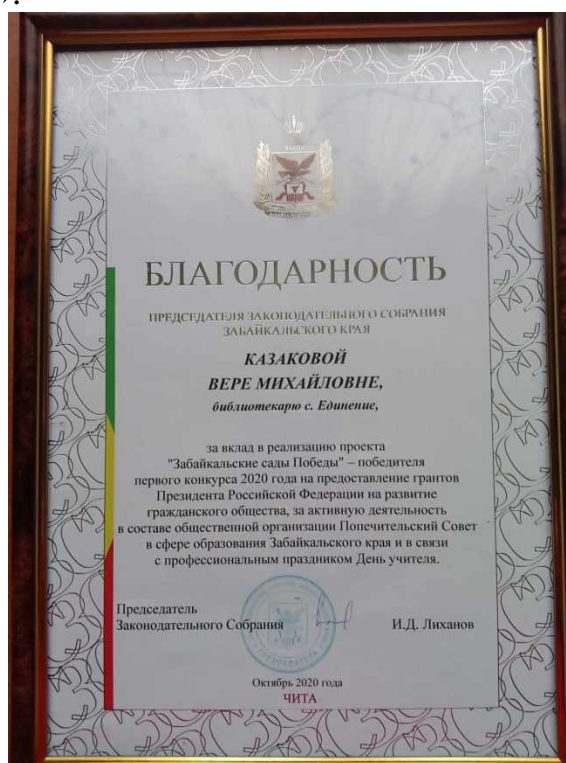 БЛАГОДАРНОСТЬ
ПРЕДСЕДАТЕЛЯ ЗАКОНОДАТЕЛЬНОГО СОБРАНИЯ
ЗАБАЙКАЛЬСКОГО КРАЯ
КАЗАКОВОЙ
ВЕРЕ МИХАЙЛОВНЕ,
библиотекарю с. Единение,
за вклад в реализацию проекта
"Забайкальские сады Победы" – победителя
первого конкурса 2020 года на предоставление грантов
Президента Российской Федерации на развитие
гражданского общества, за активную деятельность
в составе общественной организации Попечительский Совет
в сфере образования Забайкальского края и в связи
с профессиональным праздником День учителя.
Председатель
Законодательного Собрания И.Д. Лиханов
Октябрь 2020 года
ЧИТА